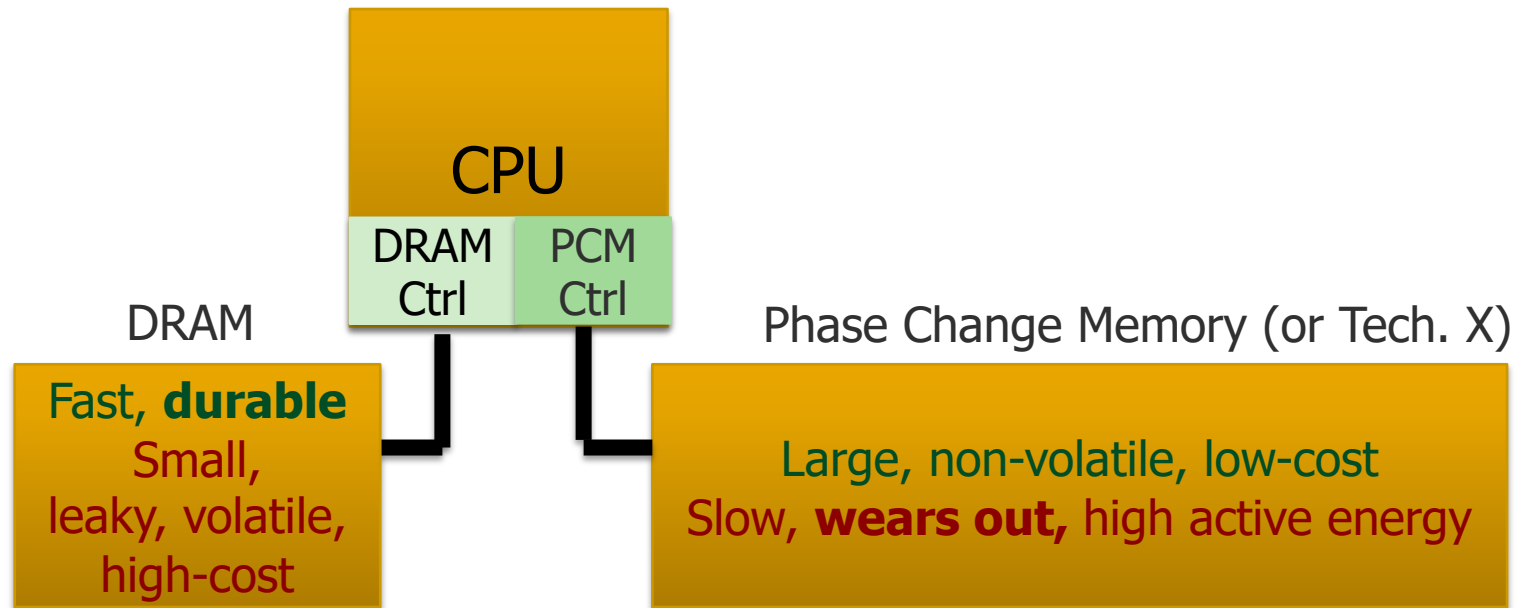 CPU
DRAM
Ctrl
PCM
Ctrl
DRAM
Fast, durable
Small,
leaky, volatile,
high-cost
Phase Change Memory (or Tech. X)
Large, non-volatile, low-cost
Slow, wears out, high active energy